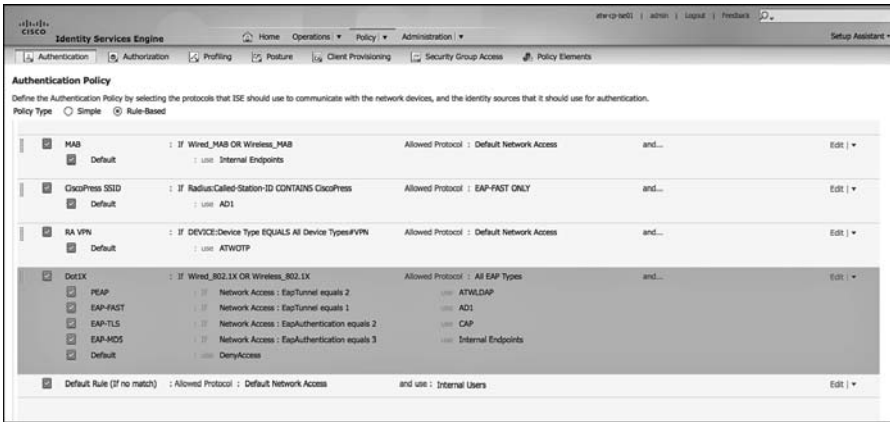 atw-cp-ise01 | admin | Logout | Feedback
CISCO Identity Services Engine
Home Operations Policy Administration Setup Assistant
Authentication Authorization Profiling Posture Client Provisioning Security Group Access Policy Elements
Authentication Policy
Define the Authentication Policy by selecting the protocols that ISE should use to communicate with the network devices, and the identity sources that it should use for authentication.
Policy Type Simple Rule-Based
MAB : If Wired_MAB OR Wireless_MAB Allowed Protocol : Default Network Access and... Edit |
Default : use Internal Endpoints
CiscoPress SSID : If Radius:Called-Station-ID CONTAINS CiscoPress Allowed Protocol : EAP-FAST ONLY and... Edit |
Default : use AD1
RA VPN : If DEVICE:Device Type EQUALS All Device Types#VPN Allowed Protocol : Default Network Access and... Edit |
Default : use ATWOTP
Dot1X : If Wired_802.1X OR Wireless_802.1X Allowed Protocol : All EAP Types and... Edit |
PEAP : If Network Access : EapTunnel equals 2 use ATWLDAP
EAP-FAST : If Network Access : EapTunnel equals 1 use AD1
EAP-TLS : If Network Access : EapAuthentication equals 2 use CAP
EAP-MD5 : If Network Access : EapAuthentication equals 3 use Internal Endpoints
Default : use DenyAccess
Default Rule (If no match) : Allowed Protocol : Default Network Access and use : Internal Users Edit |